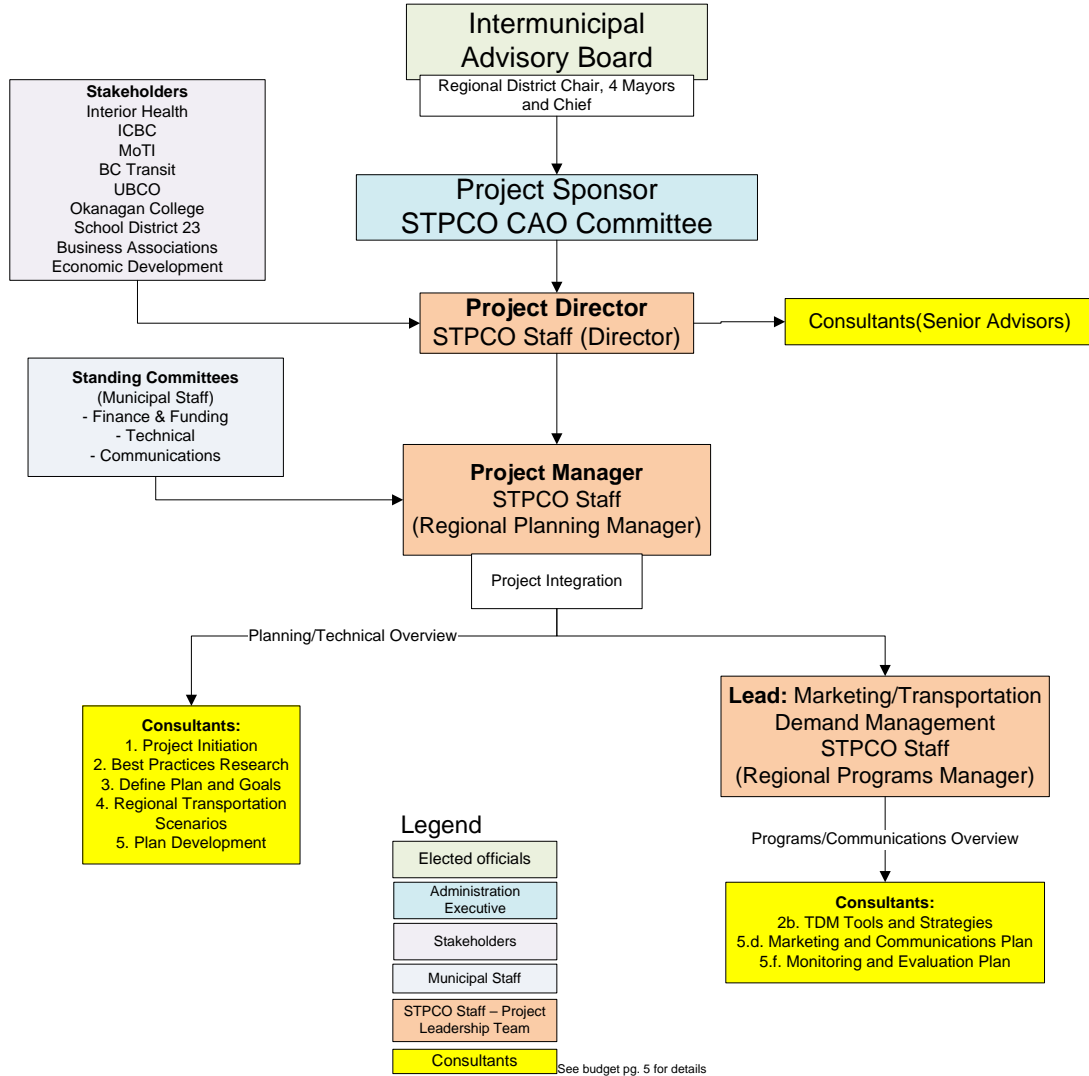 Intermunicipal
Advisory Board
Regional District Chair, 4 Mayors
and Chief
Stakeholders
Interior Health
ICBC
MoTI
BC Transit
UBCO
Okanagan College
School District 23
Business Associations
Economic Development
Project Sponsor
STPCO CAO Committee
Project Director
STPCO Staff (Director)
Consultants(Senior Advisors)
Standing Committees
(Municipal Staff)
- Finance & Funding
- Technical
- Communications
Project Manager
STPCO Staff
(Regional Planning Manager)
Project Integration
Planning/Technical Overview
Lead: Marketing/Transportation
Demand Management
STPCO Staff
(Regional Programs Manager)
Consultants:
1. Project Initiation
2. Best Practices Research
3. Define Plan and Goals
4. Regional Transportation
Scenarios
5. Plan Development
Programs/Communications Overview
Consultants:
2b. TDM Tools and Strategies
5.d. Marketing and Communications Plan
5.f. Monitoring and Evaluation Plan
Legend
Elected officials
Administration
Executive
Stakeholders
Municipal Staff
STPCO Staff – Project
Leadership Team
Consultants
See budget pg. 5 for details